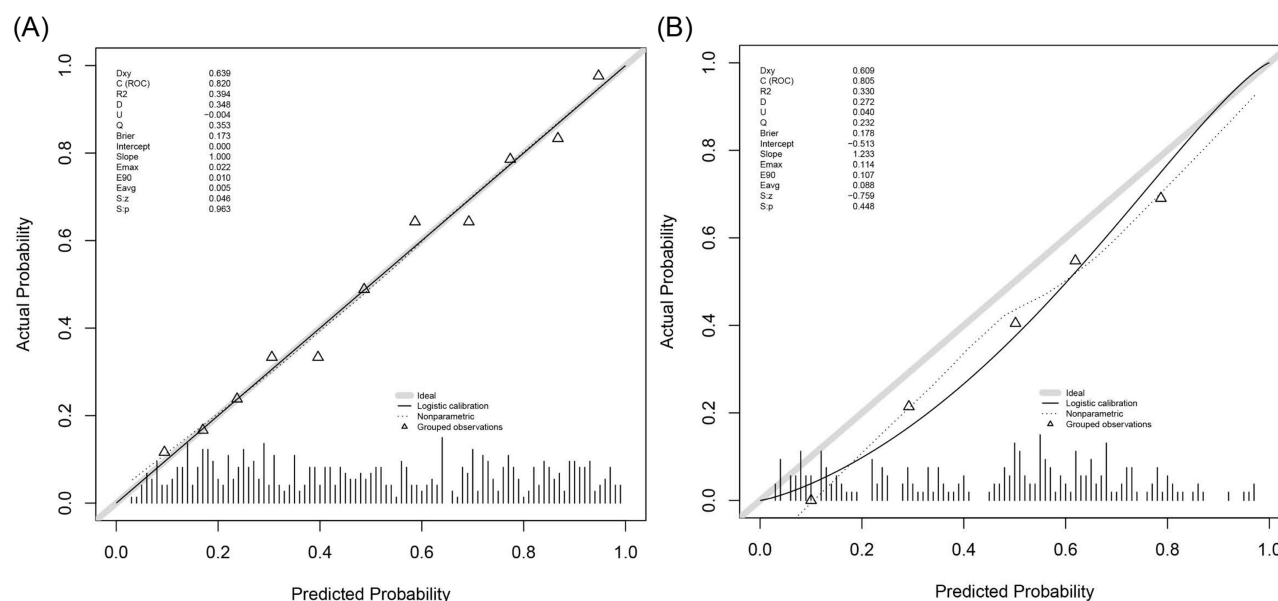 (A)
Actual Probability
1.0
0.8
0.6
0.4
0.2
0.0
Dxy 0.639
C (ROC) 0.820
R2 0.394
D 0.348
U −0.004
Q 0.353
Brier 0.173
Intercept 0.000
Slope 1.000
Emax 0.022
E90 0.010
Eavg 0.005
S:z 0.046
S:p 0.963
Ideal
Logistic calibration
Nonparametric
Grouped observations
0.0 0.2 0.4 0.6 0.8 1.0
Predicted Probability
(B)
Actual Probability
1.0
0.8
0.6
0.4
0.2
0.0
Dxy 0.609
C (ROC) 0.805
R2 0.330
D 0.272
U 0.040
Q 0.232
Brier 0.178
Intercept −0.513
Slope 1.233
Emax 0.114
E90 0.107
Eavg 0.088
S:z −0.759
S:p 0.448
Ideal
Logistic calibration
Nonparametric
Grouped observations
0.0 0.2 0.4 0.6 0.8 1.0
Predicted Probability